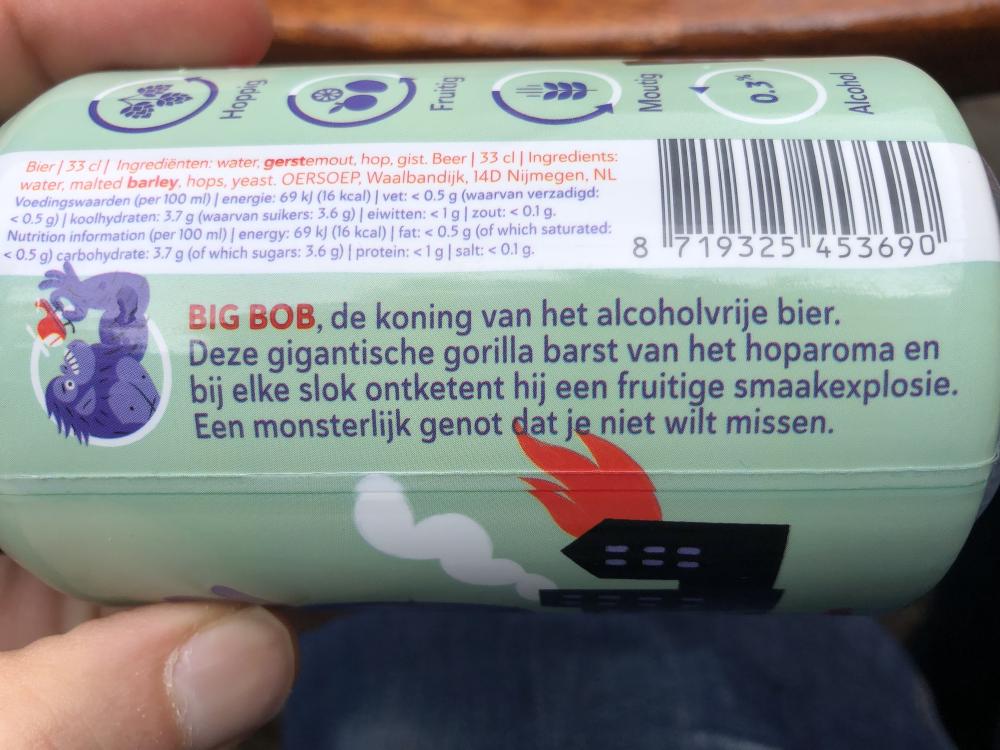 Hoppig
Fruitig
Moutig
0.3%
Alcohol
Bier | 33 cl | Ingrediënten: water, gerstemout, hop, gist. Beer | 33 cl | Ingredients:
water, malted barley, hops, yeast. OERSOEP, Waalbandijk, 14D Nijmegen, NL
Voedingswaarden (per 100 ml) | energie: 69 kJ (16 kcal) | vet: < 0.5 g (waarvan verzadigd:
< 0.5 g) | koolhydraten: 3.7 g (waarvan suikers: 3.6 g) | eiwitten: < 1 g | zout: < 0.1 g.
Nutrition information (per 100 ml) | energy: 69 kJ (16 kcal) | fat: < 0.5 g (of which saturated:
< 0.5 g) carbohydrate: 3.7 g (of which sugars: 3.6 g) | protein: < 1 g | salt: < 0.1 g.
8 719325 453690
BIG BOB, de koning van het alcoholvrije bier.
Deze gigantische gorilla barst van het hoparoma en
bij elke slok ontketent hij een fruitige smaakexplosie.
Een monsterlijk genot dat je niet wilt missen.